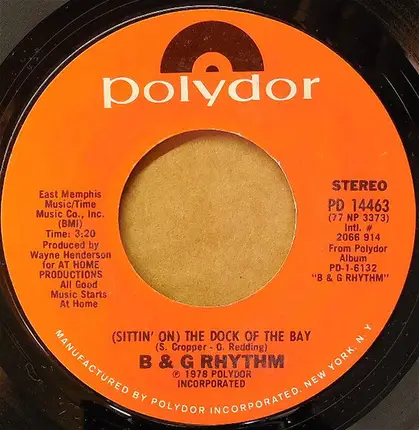 polydor
East Memphis
Music/Time
Music Co., Inc.
(BMI)
Time: 3:20
Produced by
Wayne Henderson
for AT HOME
PRODUCTIONS
All Good
Music Starts
At Home
STEREO
PD 14463
(77 NP 3373)
Intl. #
2066 914
From Polydor
Album
PD-1-6132
"B & G RHYTHM"
(SITTIN' ON) THE DOCK OF THE BAY
(S. Cropper - O. Redding)
B & G RHYTHM
℗ 1978 POLYDOR
INCORPORATED
MANUFACTURED BY POLYDOR INCORPORATED, NEW YORK, N.Y.